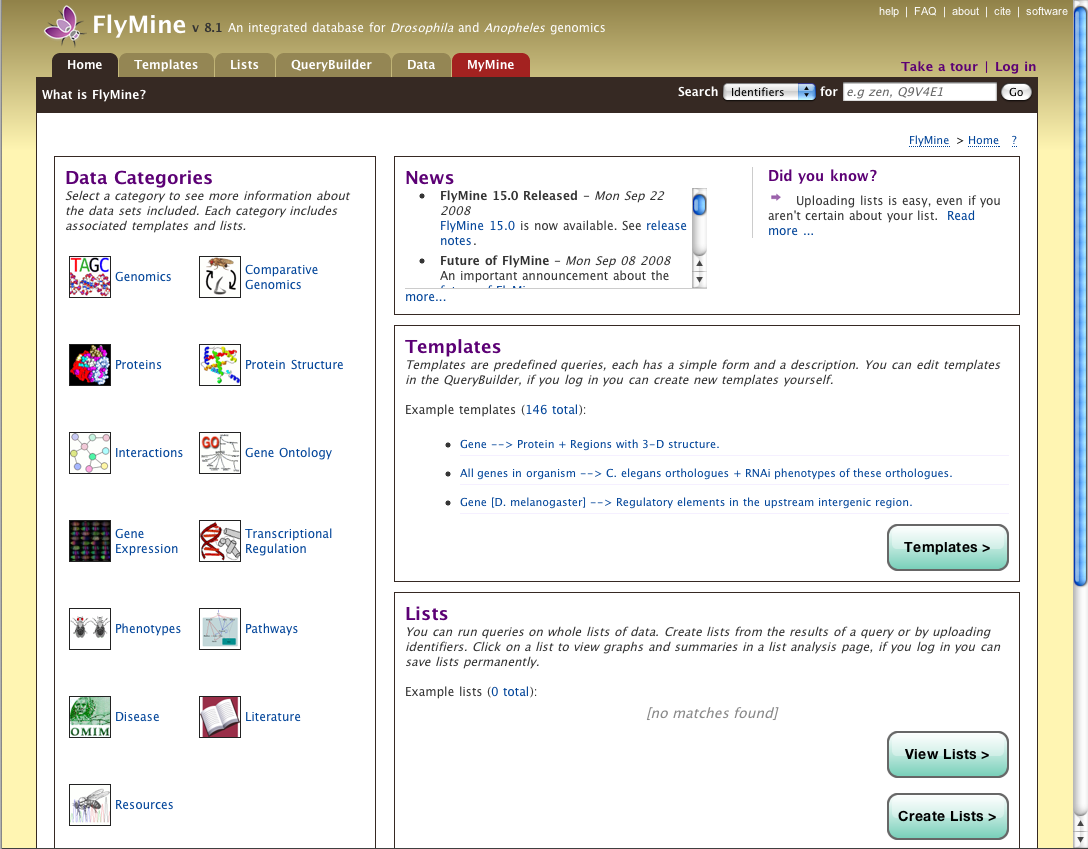 help | FAQ | about | cite | software
FlyMine v 8.1 An integrated database for Drosophila and Anopheles genomics
Home Templates Lists QueryBuilder Data MyMine
Take a tour | Log in
What is FlyMine?
Search Identifiers for e.g zen, Q9V4E1 Go
FlyMine > Home ?
Data Categories
Select a category to see more information about
the data sets included. Each category includes
associated templates and lists.
TAGC
Genomics
Comparative
Genomics
Proteins
Protein Structure
Interactions
GO
Gene Ontology
Gene
Expression
Transcriptional
Regulation
Phenotypes
Pathways
OMIM
Disease
Literature
Resources
News
• FlyMine 15.0 Released - Mon Sep 22
2008
FlyMine 15.0 is now available. See release
notes.
• Future of FlyMine - Mon Sep 08 2008
An important announcement about the
future of FlyMine
more...
Did you know?
Uploading lists is easy, even if you
aren't certain about your list. Read
more ...
Templates
Templates are predefined queries, each has a simple form and a description. You can edit templates
in the QueryBuilder, if you log in you can create new templates yourself.
Example templates (146 total):
• Gene --> Protein + Regions with 3-D structure.
• All genes in organism --> C. elegans orthologues + RNAi phenotypes of these orthologues.
• Gene [D. melanogaster] --> Regulatory elements in the upstream intergenic region.
Templates >
Lists
You can run queries on whole lists of data. Create lists from the results of a query or by uploading
identifiers. Click on a list to view graphs and summaries in a list analysis page, if you log in you can
save lists permanently.
Example lists (0 total):
[no matches found]
View Lists >
Create Lists >